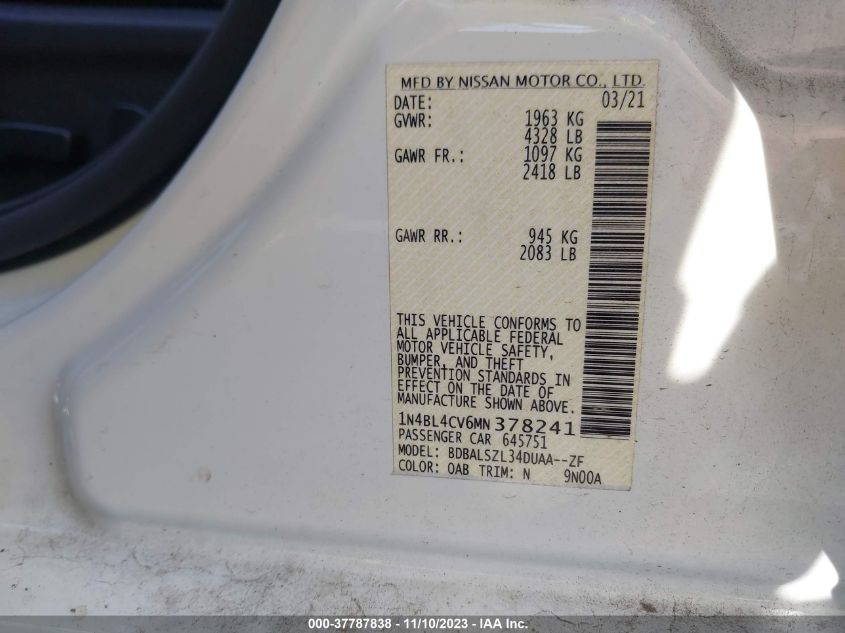 MFD BY NISSAN MOTOR CO., LTD.
DATE: 03/21
GVWR: 1963 KG
4328 LB
GAWR FR.: 1097 KG
2418 LB
GAWR RR.: 945 KG
2083 LB
THIS VEHICLE CONFORMS TO
ALL APPLICABLE FEDERAL
MOTOR VEHICLE SAFETY,
BUMPER, AND THEFT
PREVENTION STANDARDS IN
EFFECT ON THE DATE OF
MANUFACTURE SHOWN ABOVE.
1N4BL4CV6MN378241
PASSENGER CAR 645751
MODEL: BDBALSZL34DUAA--ZF
COLOR: QAB TRIM: N 9N00A
000-37787838 - 11/10/2023 - IAAI.com